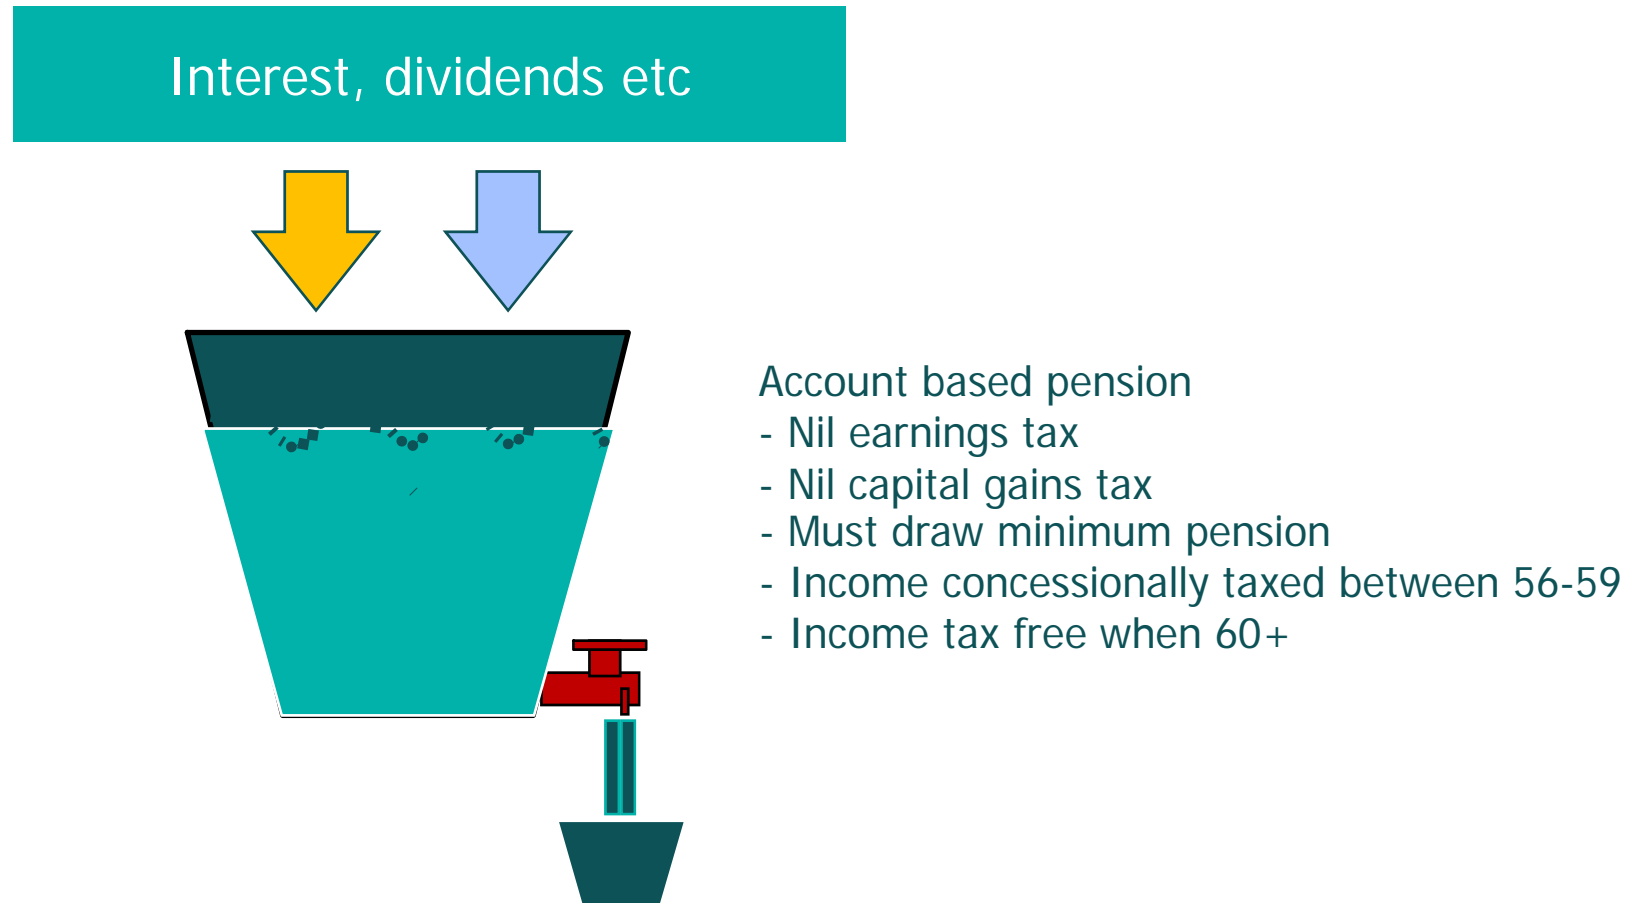 Interest, dividends etc
Account based pension
- Nil earnings tax
- Nil capital gains tax
- Must draw minimum pension
- Income concessionally taxed between 56-59
- Income tax free when 60+